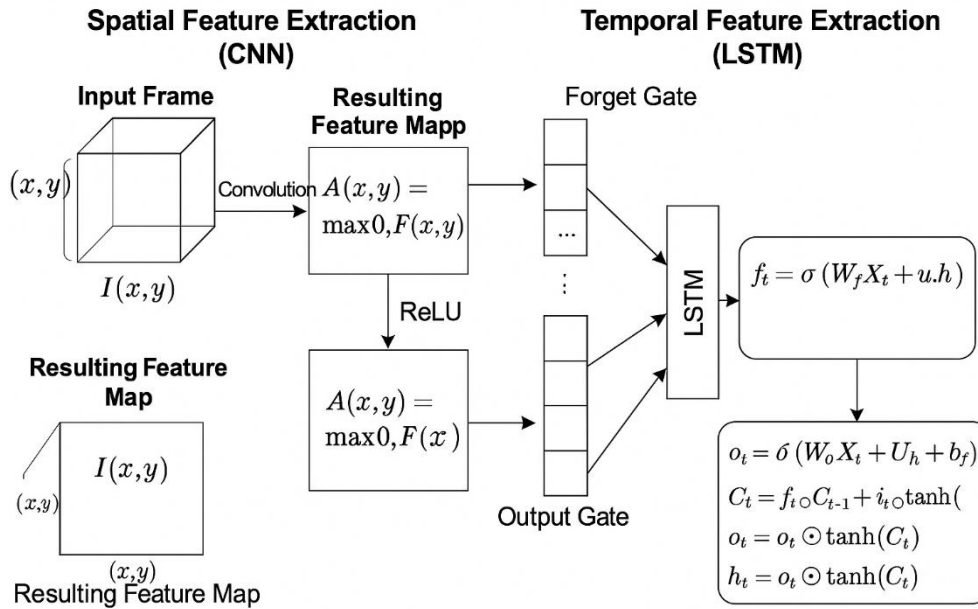 Spatial Feature Extraction
(CNN)
Temporal Feature Extraction
(LSTM)
Input Frame
(x,y)
I(x,y)
Convolution
Resulting
Feature Mapp
A(x,y) =
max0,F(x,y)
ReLU
A(x,y) =
max0,F(x)
Resulting Feature
Map
I(x,y)
(x,y)
(x,y)
Resulting Feature Map
Forget Gate
...
⋮
Output Gate
LSTM
f_t = σ (W_f X_t + u.h)
o_t = σ (W_o X_t + U_h + b_f)
C_t = f_t ○ C_{t-1} + i_t ○ tanh(
o_t = o_t ⊙ tanh(C_t)
h_t = o_t ⊙ tanh(C_t)